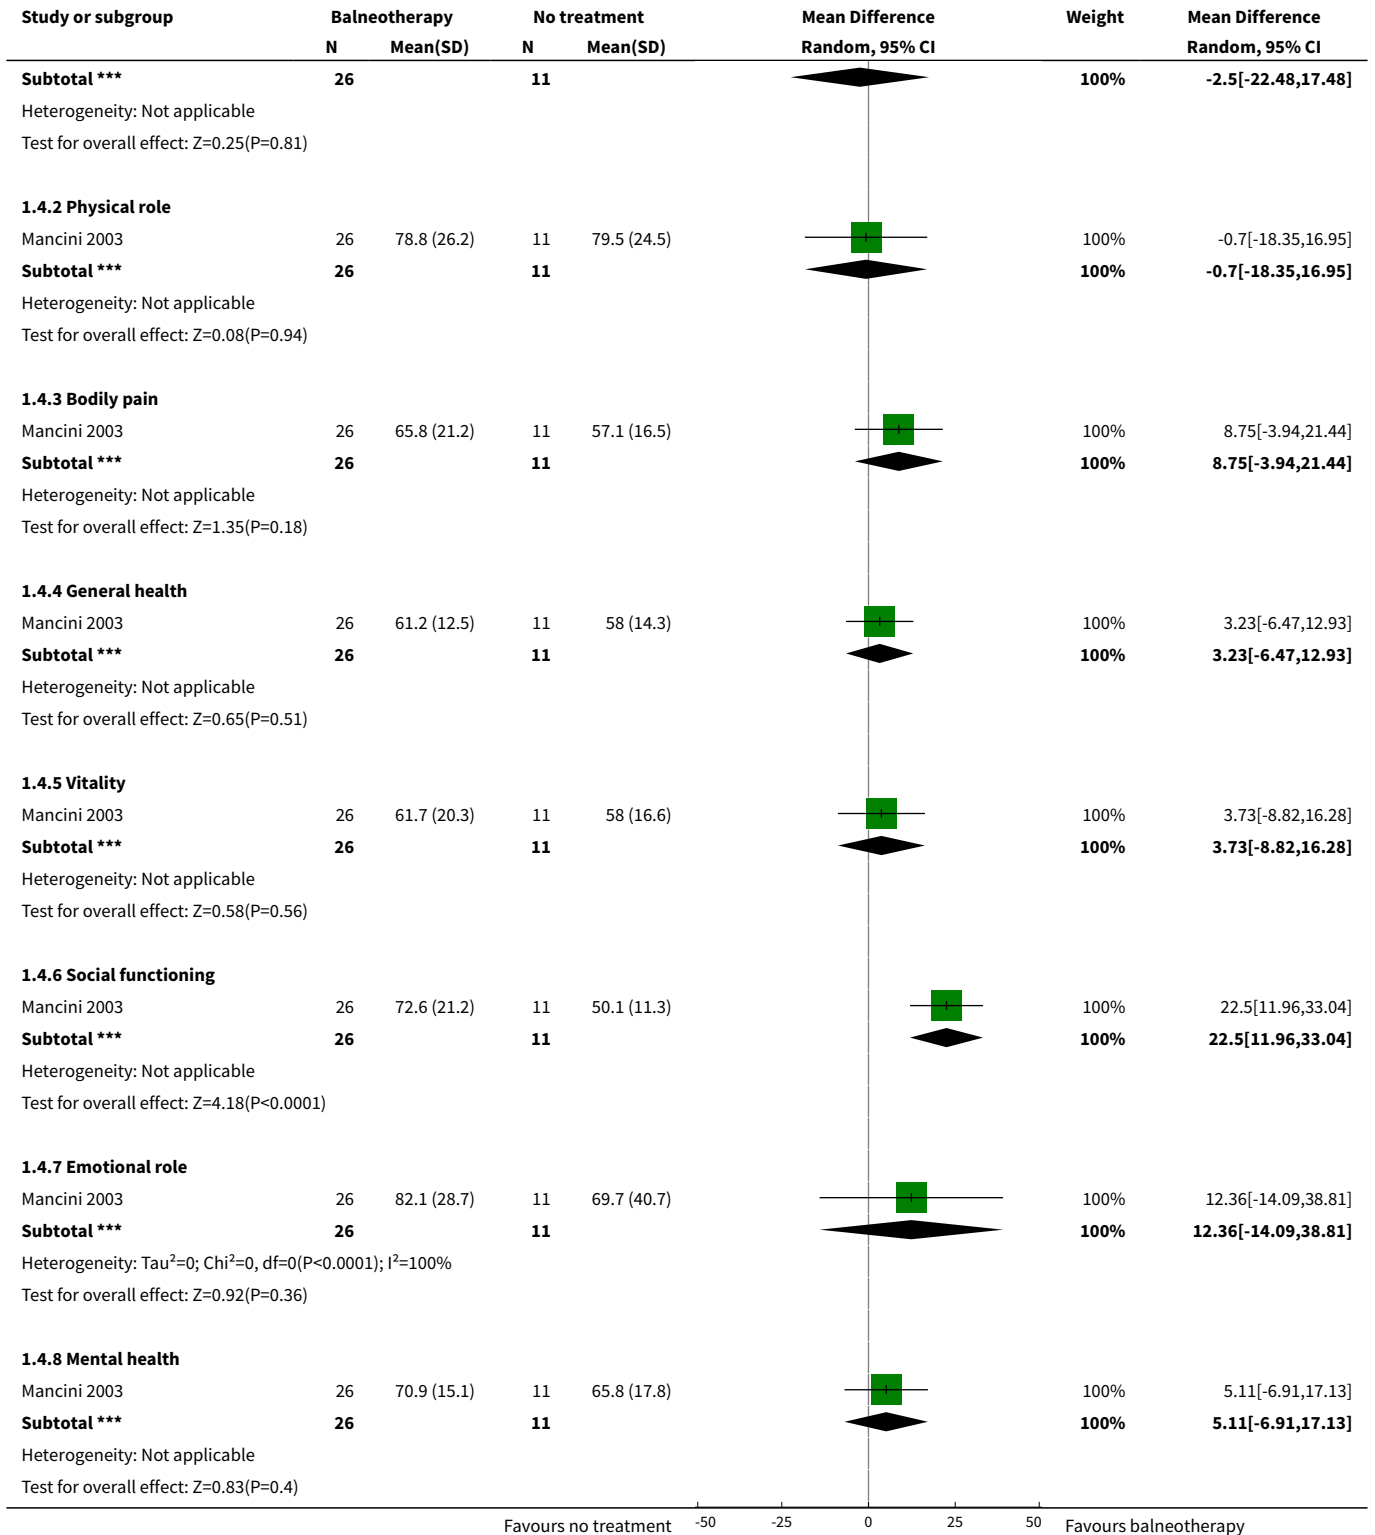 Study or subgroup Balneotherapy No treatment Mean Difference Weight Mean Difference
N Mean(SD) N Mean(SD) Random, 95% CI Random, 95% CI
Subtotal *** 26 11 100% -2.5[-22.48,17.48]
Heterogeneity: Not applicable
Test for overall effect: Z=0.25(P=0.81)
1.4.2 Physical role
Mancini 2003 26 78.8 (26.2) 11 79.5 (24.5) 100% -0.7[-18.35,16.95]
Subtotal *** 26 11 100% -0.7[-18.35,16.95]
Heterogeneity: Not applicable
Test for overall effect: Z=0.08(P=0.94)
1.4.3 Bodily pain
Mancini 2003 26 65.8 (21.2) 11 57.1 (16.5) 100% 8.75[-3.94,21.44]
Subtotal *** 26 11 100% 8.75[-3.94,21.44]
Heterogeneity: Not applicable
Test for overall effect: Z=1.35(P=0.18)
1.4.4 General health
Mancini 2003 26 61.2 (12.5) 11 58 (14.3) 100% 3.23[-6.47,12.93]
Subtotal *** 26 11 100% 3.23[-6.47,12.93]
Heterogeneity: Not applicable
Test for overall effect: Z=0.65(P=0.51)
1.4.5 Vitality
Mancini 2003 26 61.7 (20.3) 11 58 (16.6) 100% 3.73[-8.82,16.28]
Subtotal *** 26 11 100% 3.73[-8.82,16.28]
Heterogeneity: Not applicable
Test for overall effect: Z=0.58(P=0.56)
1.4.6 Social functioning
Mancini 2003 26 72.6 (21.2) 11 50.1 (11.3) 100% 22.5[11.96,33.04]
Subtotal *** 26 11 100% 22.5[11.96,33.04]
Heterogeneity: Not applicable
Test for overall effect: Z=4.18(P<0.0001)
1.4.7 Emotional role
Mancini 2003 26 82.1 (28.7) 11 69.7 (40.7) 100% 12.36[-14.09,38.81]
Subtotal *** 26 11 100% 12.36[-14.09,38.81]
Heterogeneity: Tau²=0; Chi²=0, df=0(P<0.0001); I²=100%
Test for overall effect: Z=0.92(P=0.36)
1.4.8 Mental health
Mancini 2003 26 70.9 (15.1) 11 65.8 (17.8) 100% 5.11[-6.91,17.13]
Subtotal *** 26 11 100% 5.11[-6.91,17.13]
Heterogeneity: Not applicable
Test for overall effect: Z=0.83(P=0.4)
Favours no treatment -50 -25 0 25 50 Favours balneotherapy